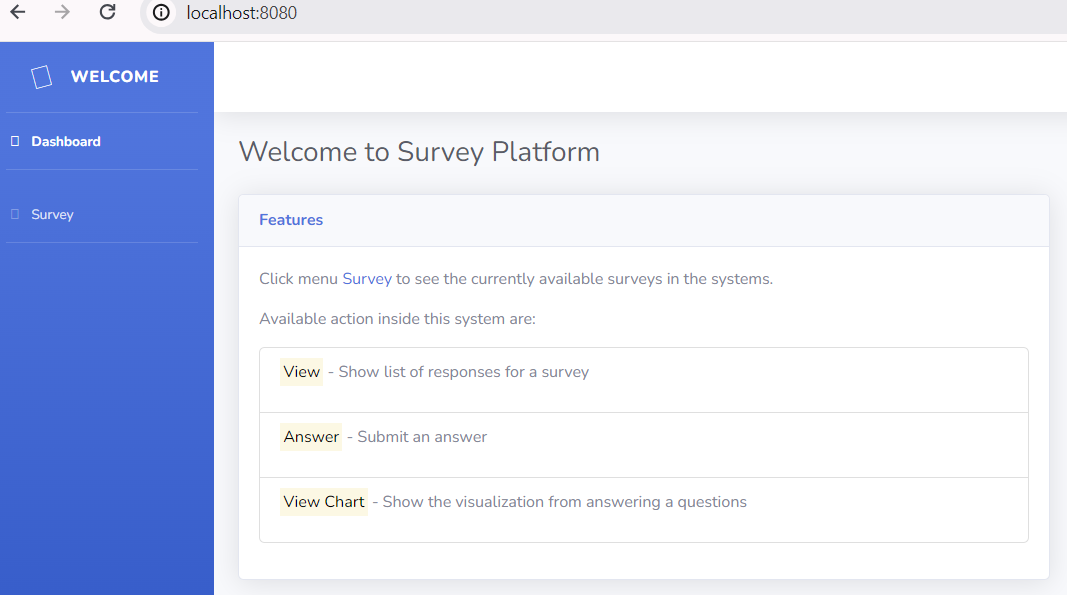 localhost:8080
WELCOME
Dashboard
Survey
Welcome to Survey Platform
Features
Click menu Survey to see the currently available surveys in the systems.
Available action inside this system are:
View - Show list of responses for a survey
Answer - Submit an answer
View Chart - Show the visualization from answering a questions